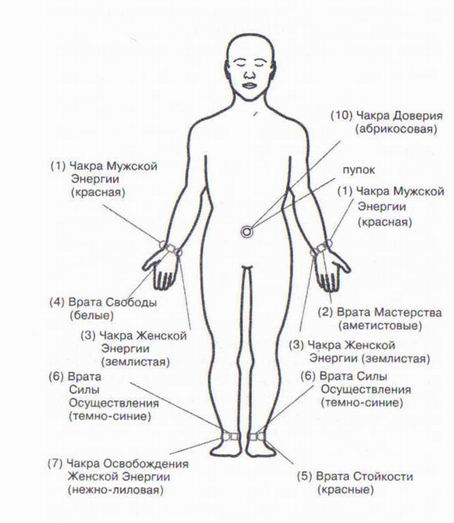 (10) Чакра Доверия
(абрикосовая)
(1) Чакра Мужской
Энергии
(красная)
пупок
(1) Чакра Мужской
Энергии
(красная)
(4) Врата Свободы
(белые)
(2) Врата Мастерства
(аметистовые)
(3) Чакра Женской
Энергии
(землистая)
(3) Чакра Женской
Энергии (землистая)
(6) Врата
Силы
Осуществления
(темно-синие)
(6) Врата Силы
Осуществления
(темно-синие)
(7) Чакра Освобождения
Женской Энергии
(нежно-лиловая)
(5) Врата Стойкости
(красные)